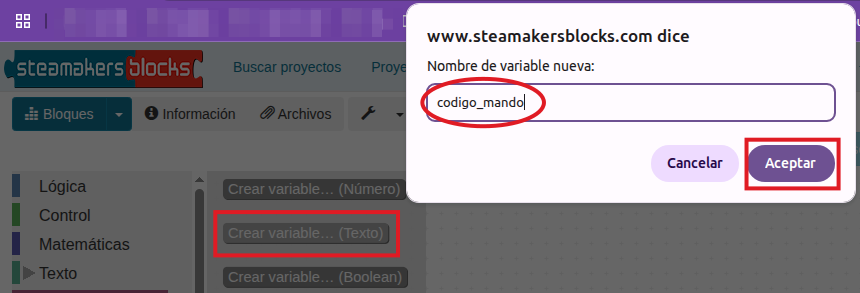 www.steamakersblocks.com dice
Nombre de variable nueva:
codigo_mando
Cancelar
Aceptar
steamakers blocks
Buscar proyectos
Bloques
Información
Archivos
Lógica
Control
Matemáticas
Texto
Crear variable... (Número)
Crear variable... (Texto)
Crear variable... (Boolean)